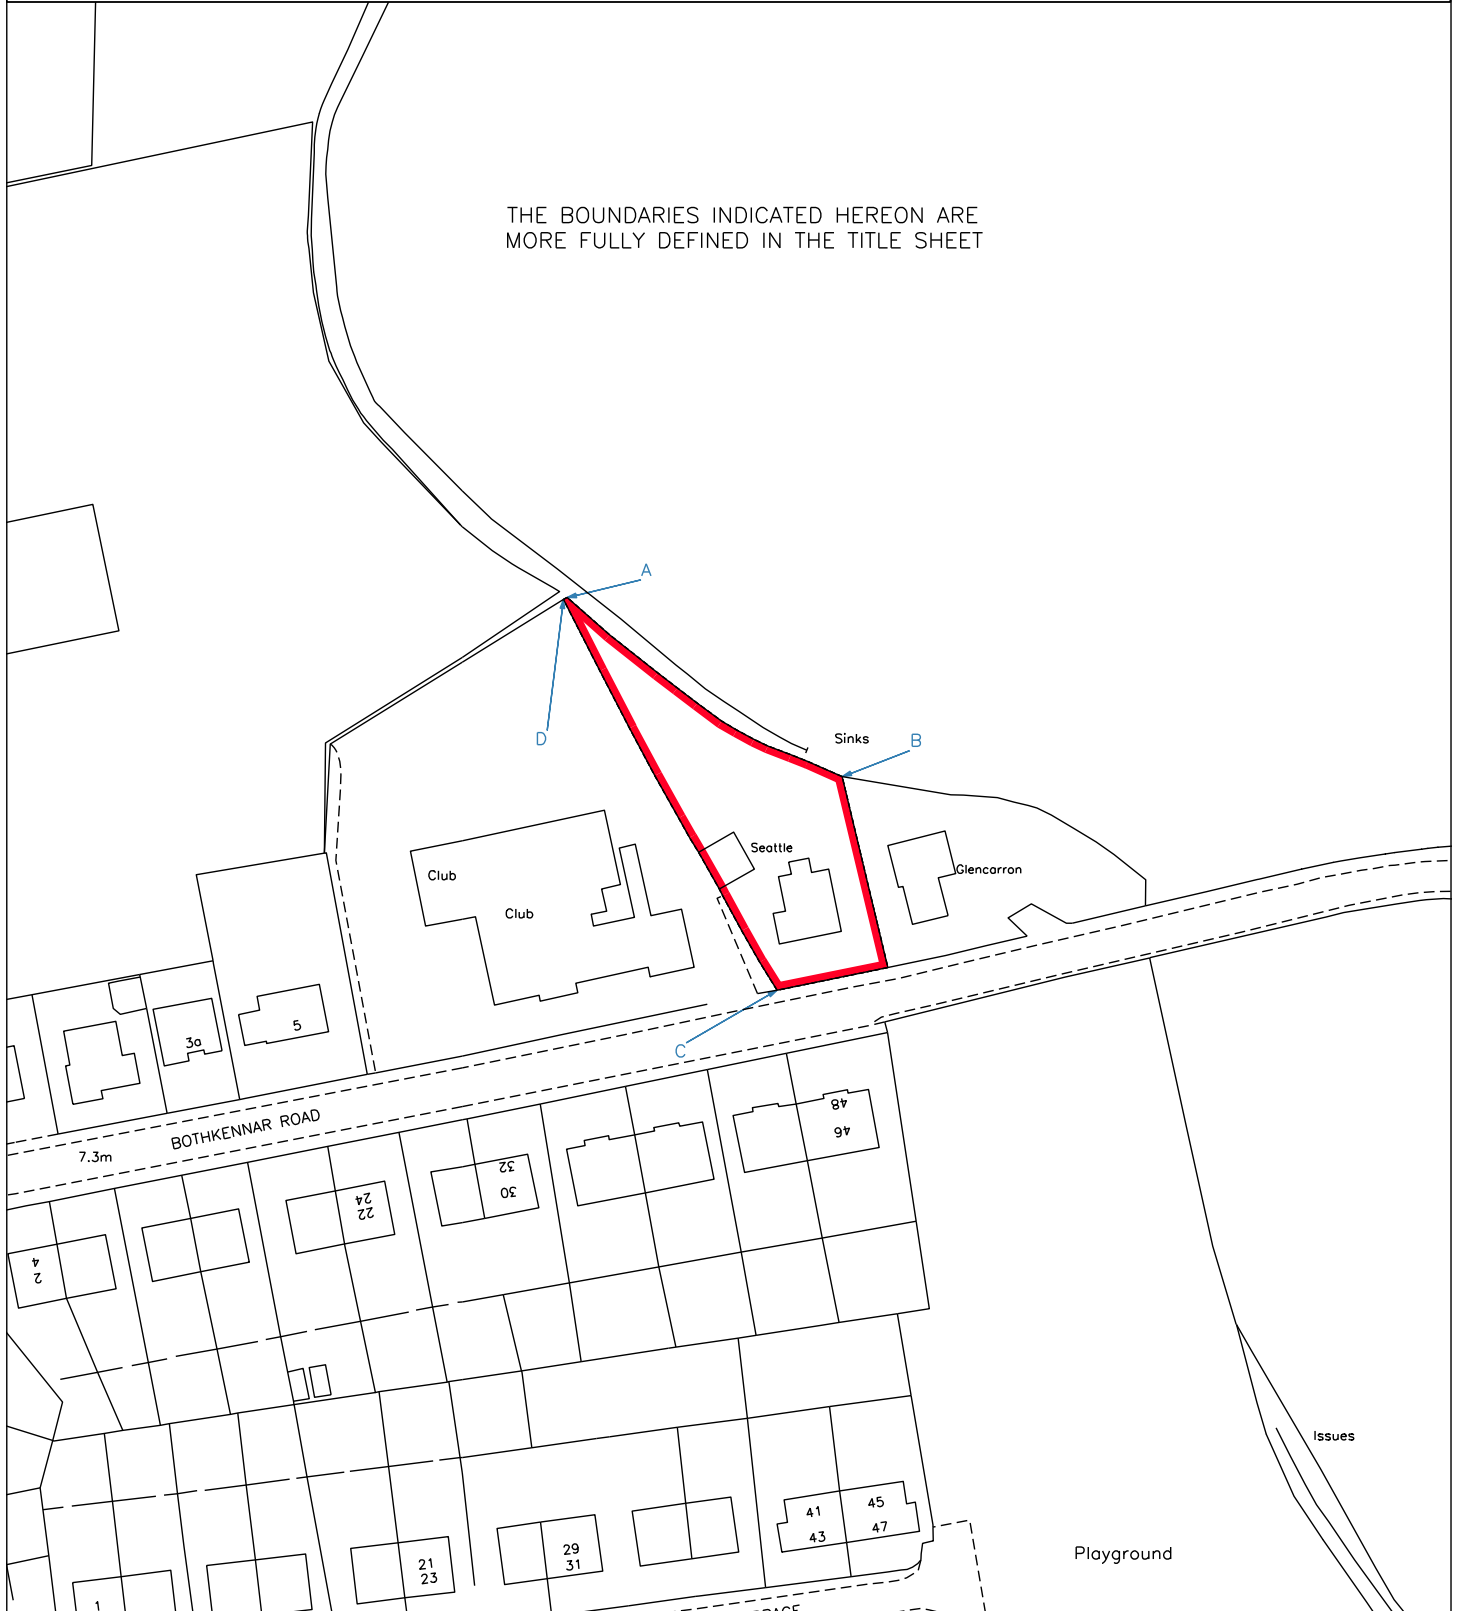 THE BOUNDARIES INDICATED HEREON ARE
MORE FULLY DEFINED IN THE TITLE SHEET
A
D
Sinks
B
Seattle
Club
Glencarron
Club
5
3a
C
BOTHKENNAR ROAD
7.3m
48
46
32
30
24
22
4
2
Issues
45
41
47
43
29
31
21
23
Playground
1